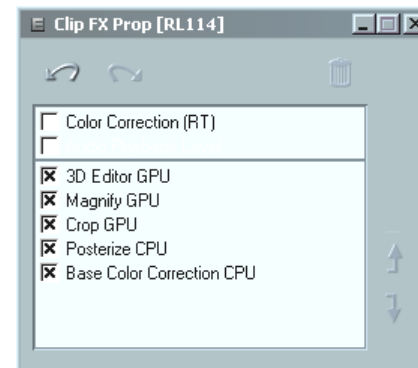 Clip FX Prop [RL114]
Color Correction (RT)
3D Editor GPU
Magnify GPU
Crop GPU
Posterize CPU
Base Color Correction CPU